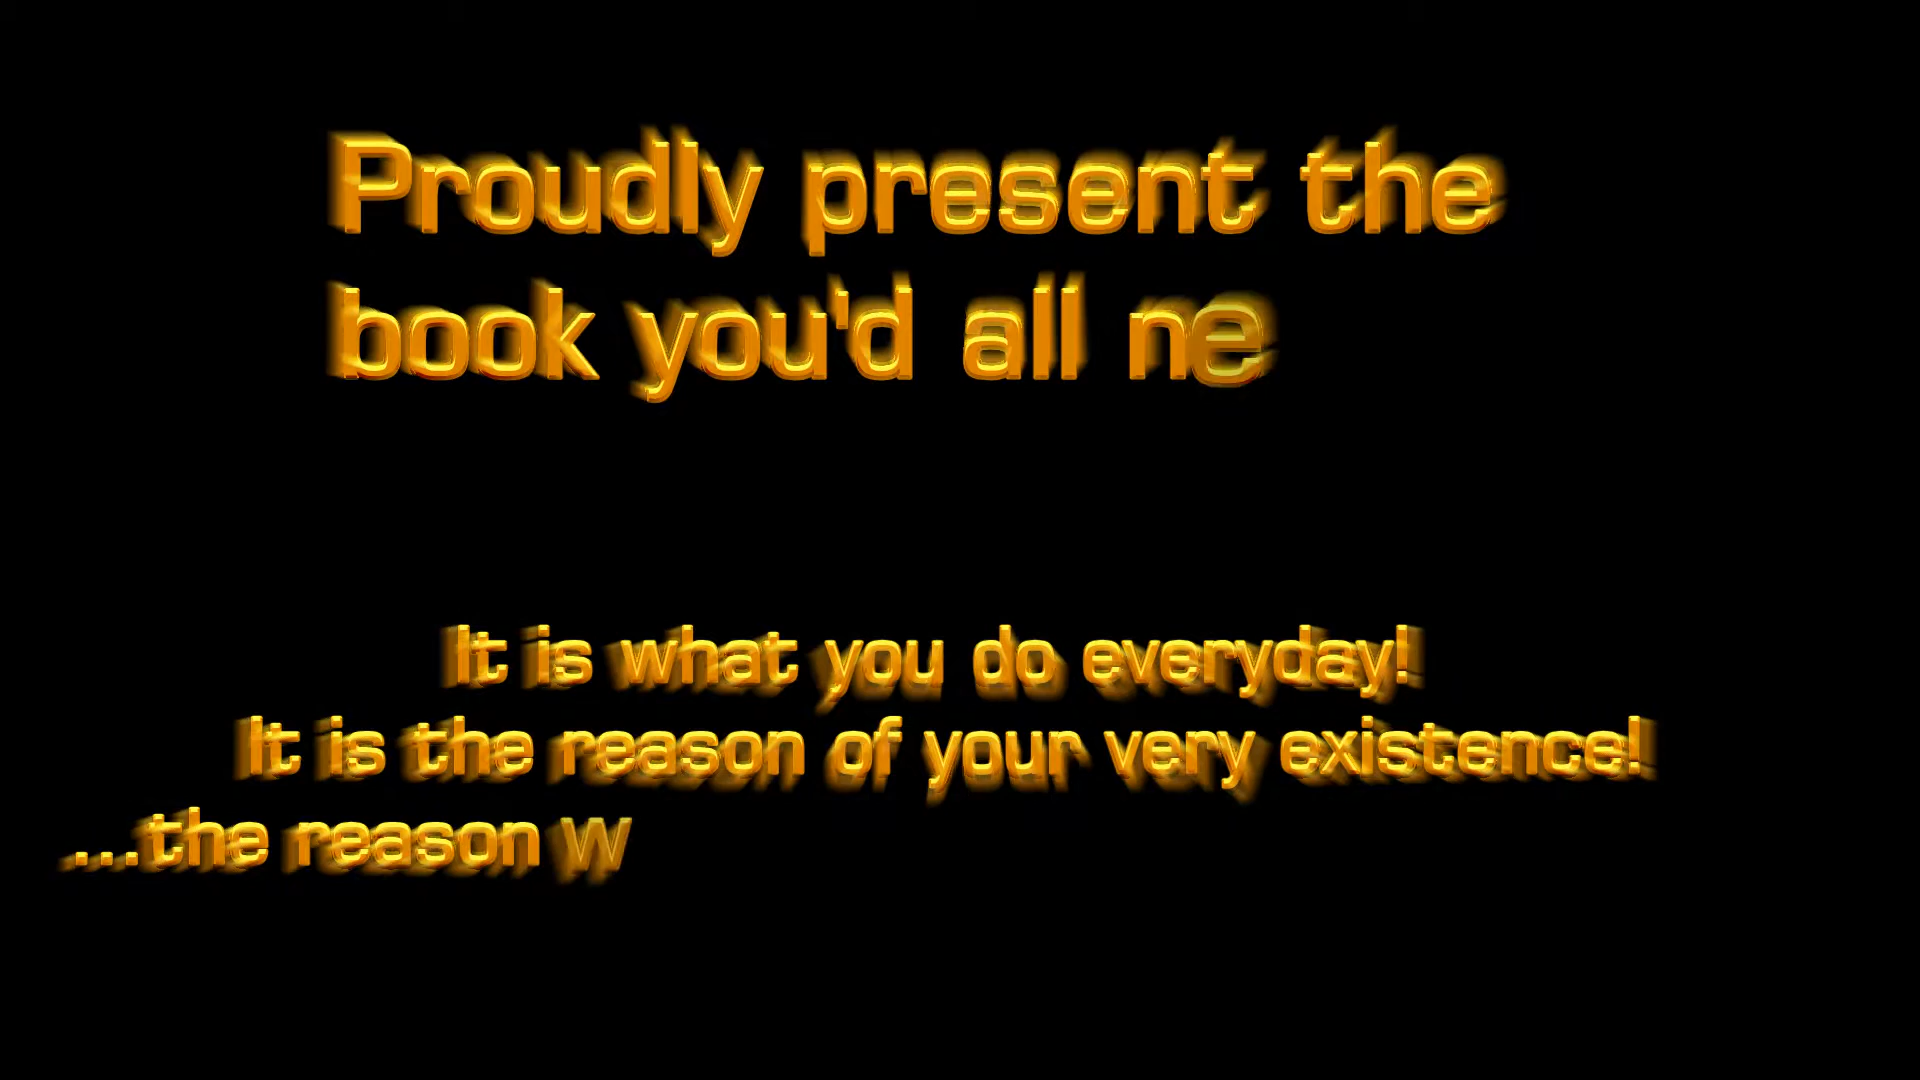 Proudly present the
book you'd all ne
It is what you do everyday!
It is the reason of your very existence!
...the reason w